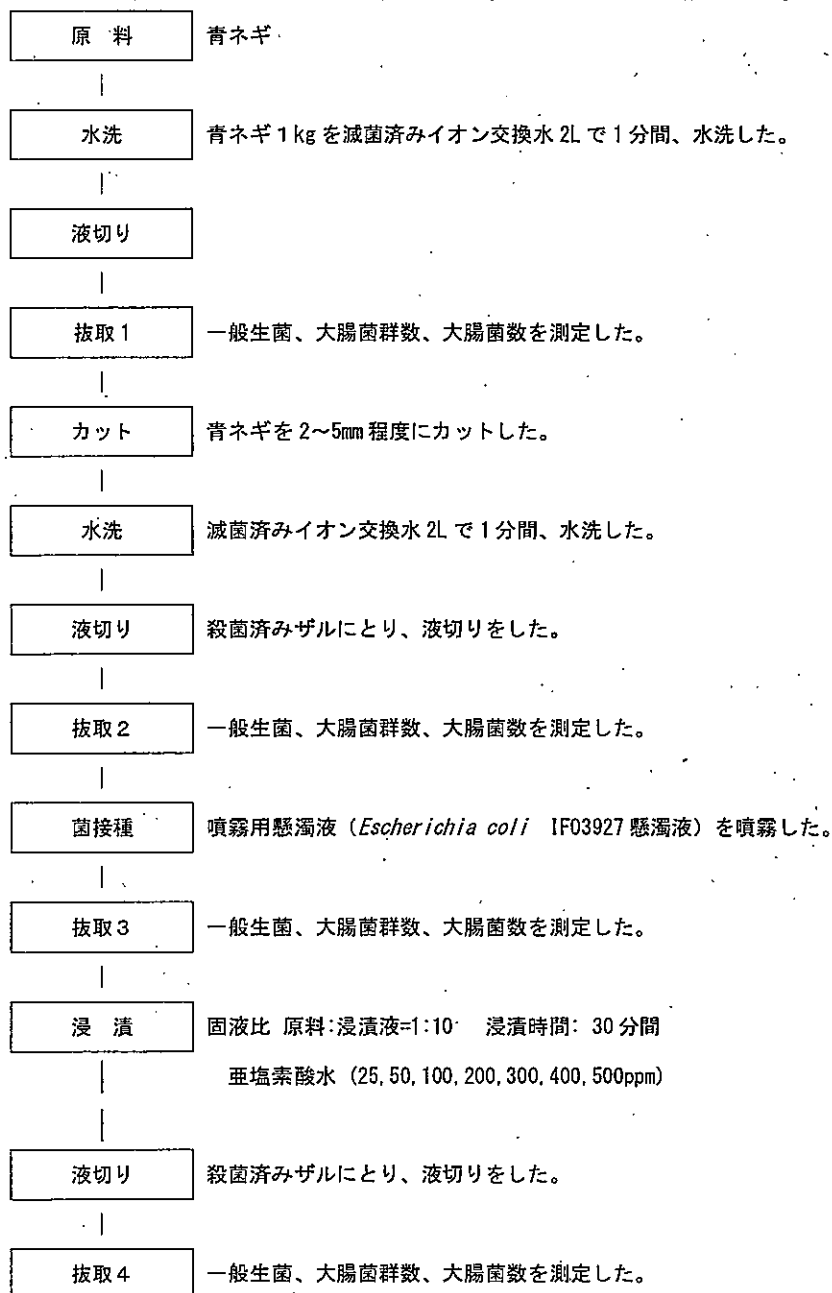 原 料 青ネギ
水洗 青ネギ1kgを滅菌済みイオン交換水2Lで1分間、水洗した。
液切り
抜取1 一般生菌、大腸菌群数、大腸菌数を測定した。
カット 青ネギを2~5mm程度にカットした。
水洗 滅菌済みイオン交換水2Lで1分間、水洗した。
液切り 殺菌済みザルにとり、液切りをした。
抜取2 一般生菌、大腸菌群数、大腸菌数を測定した。
菌接種 噴霧用懸濁液(Escherichia coli IFO3927懸濁液)を噴霧した。
抜取3 一般生菌、大腸菌群数、大腸菌数を測定した。
浸 漬 固液比 原料:浸漬液=1:10 浸漬時間: 30分間
亜塩素酸水 (25,50,100,200,300,400,500ppm)
液切り 殺菌済みザルにとり、液切りをした。
抜取4 一般生菌、大腸菌群数、大腸菌数を測定した。